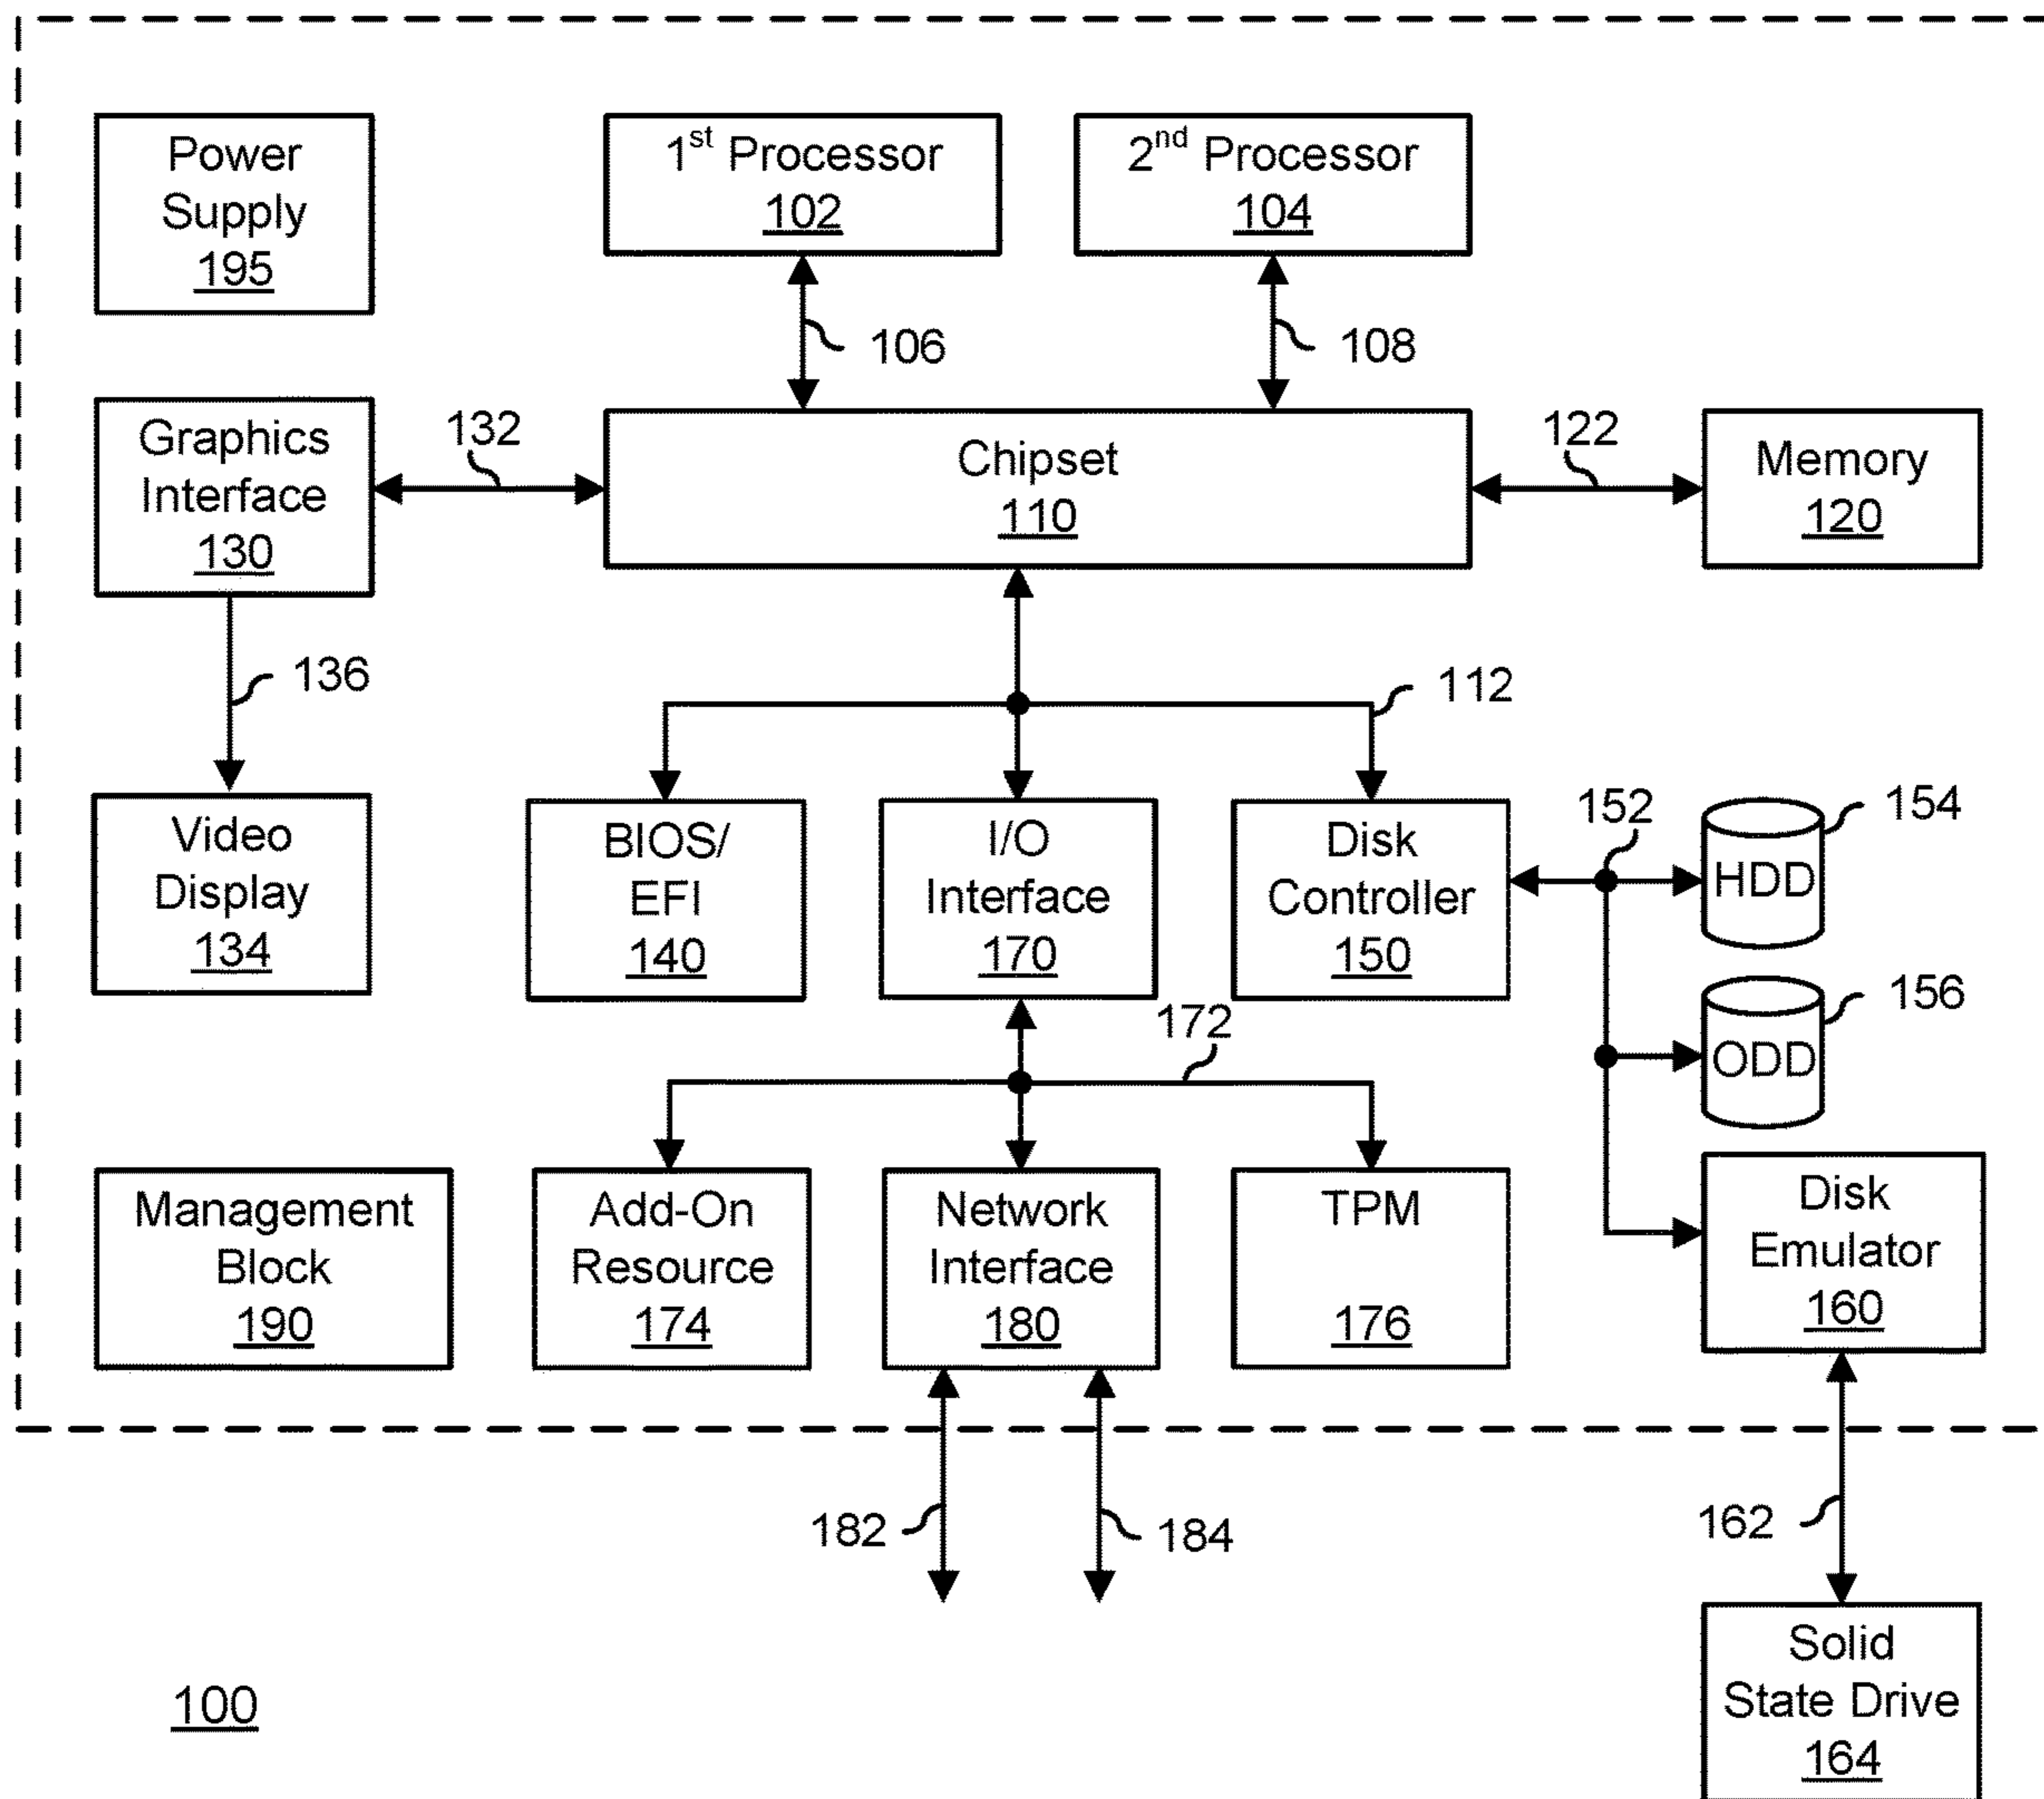 Power
Supply
195
1st Processor
102
2nd Processor
104
106
108
Graphics
Interface
130
132
Chipset
110
122
Memory
120
136
112
Video
Display
134
BIOS/
EFI
140
I/O
Interface
170
Disk
Controller
150
152
HDD
154
ODD
156
172
Management
Block
190
Add-On
Resource
174
Network
Interface
180
TPM
176
Disk
Emulator
160
182
184
162
Solid
State Drive
164
100